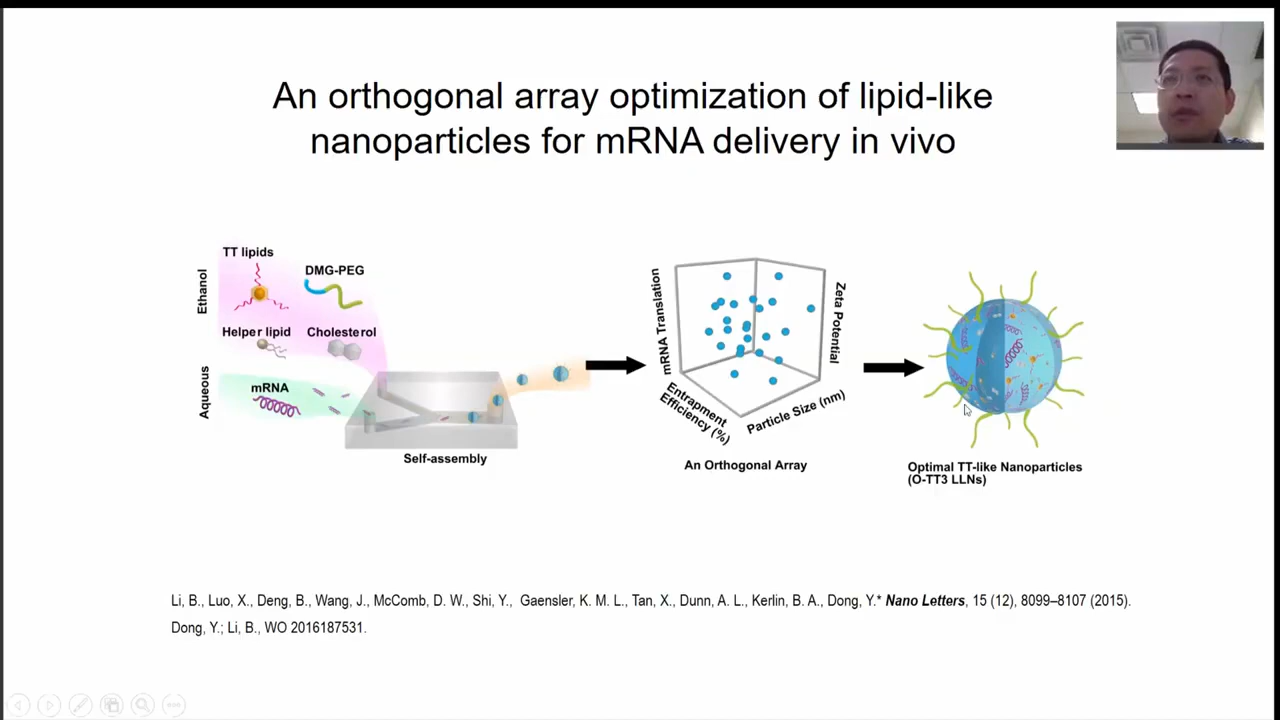 An orthogonal array optimization of lipid-like
nanoparticles for mRNA delivery in vivo
Ethanol
TT lipids
DMG-PEG
Helper lipid
Cholesterol
Aqueous
mRNA
Self-assembly
mRNA Translation
Zeta Potential
Entrapment
Efficiency (%)
Particle Size (nm)
An Orthogonal Array
Optimal TT-like Nanoparticles
(O-TT3 LLNs)
Li, B., Luo, X., Deng, B., Wang, J., McComb, D. W., Shi, Y., Gaensler, K. M. L., Tan, X., Dunn, A. L., Kerlin, B. A., Dong, Y.* Nano Letters, 15 (12), 8099–8107 (2015).
Dong, Y.; Li, B., WO 2016187531.